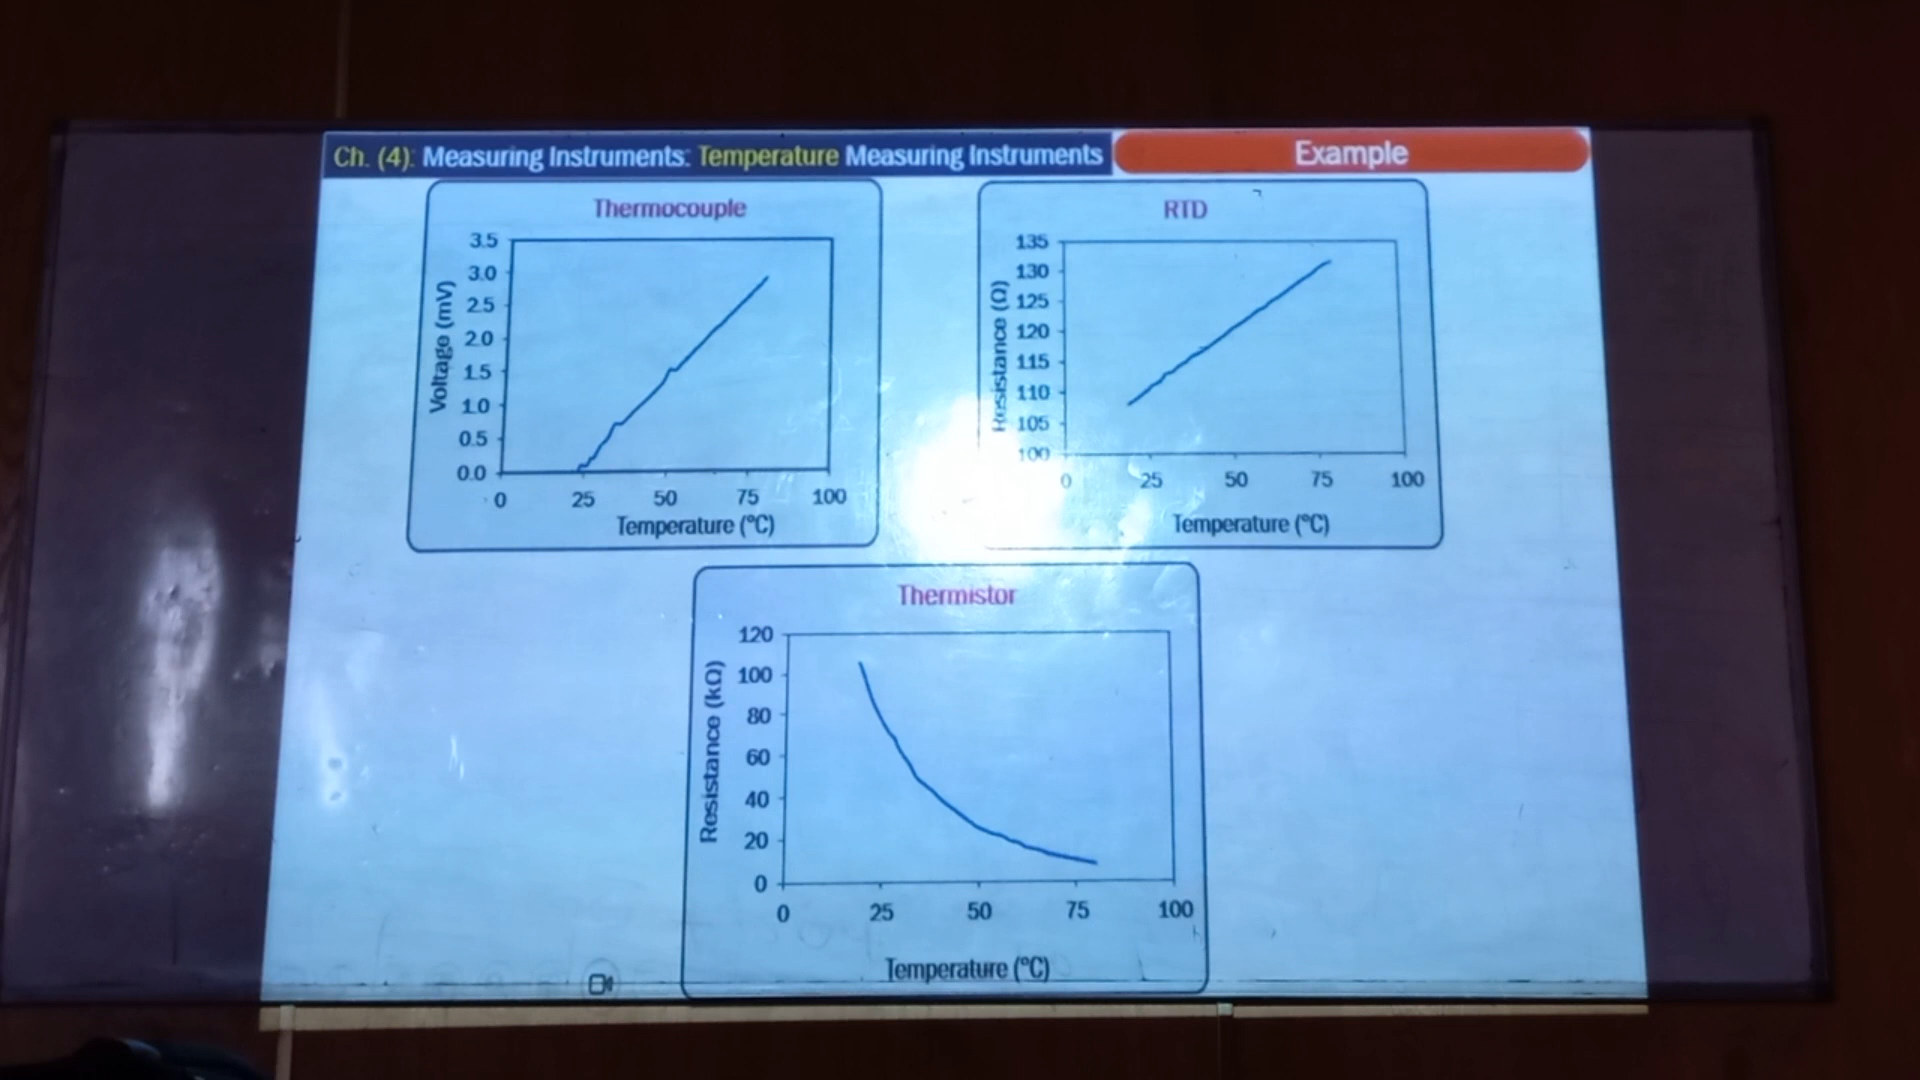 Ch. (4): Measuring Instruments: Temperature Measuring Instruments
Example
Thermocouple
Voltage (mV)
3.5
3.0
2.5
2.0
1.5
1.0
0.5
0.0
0 25 50 75 100
Temperature (°C)
RTD
Resistance (Ω)
135
130
125
120
115
110
105
100
0 25 50 75 100
Temperature (°C)
Thermistor
Resistance (kΩ)
120
100
80
60
40
20
0
0 25 50 75 100
Temperature (°C)